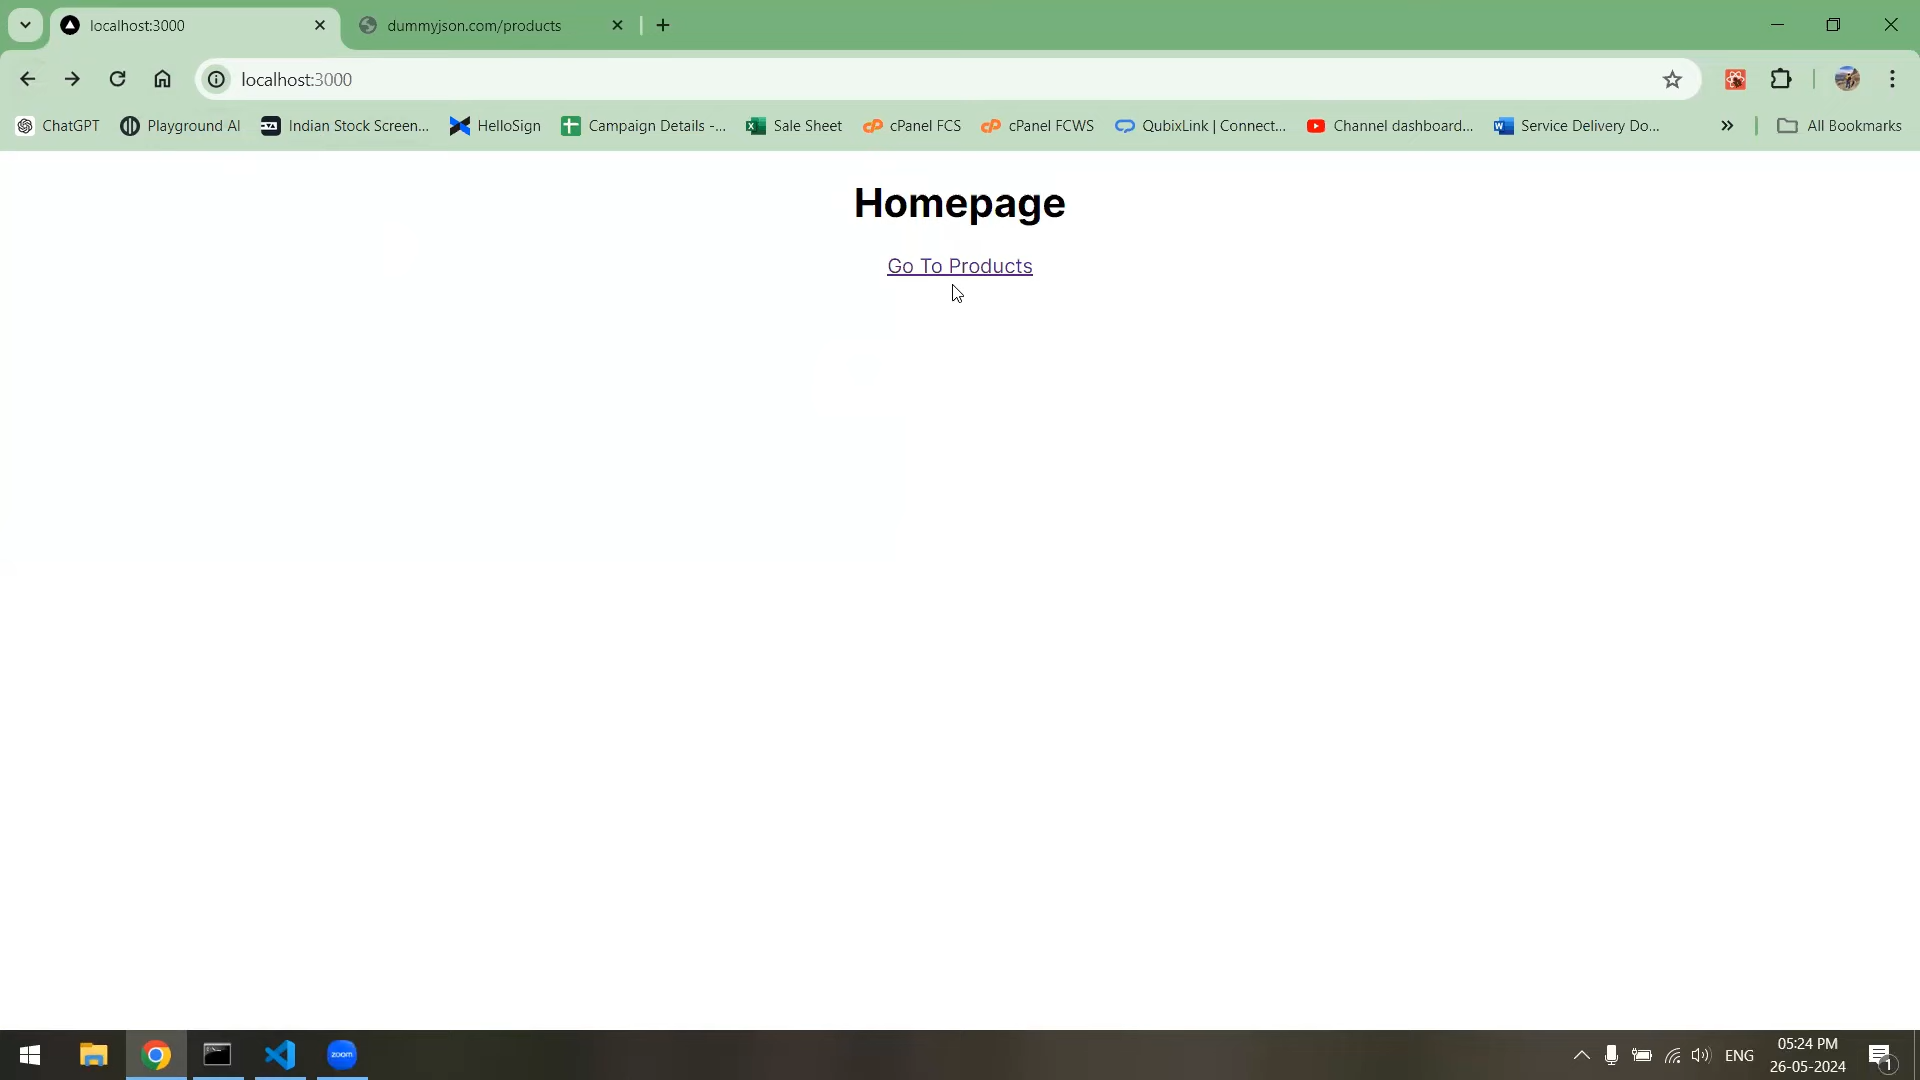 localhost:3000
dummyjson.com/products
localhost:3000
ChatGPT
Playground AI
Indian Stock Screen...
HelloSign
Campaign Details -...
Sale Sheet
cPanel FCS
cPanel FCWS
QubixLink | Connect...
Channel dashboard...
Service Delivery Do...
All Bookmarks
Homepage
Go To Products
zoom
ENG
05:24 PM
26-05-2024
1